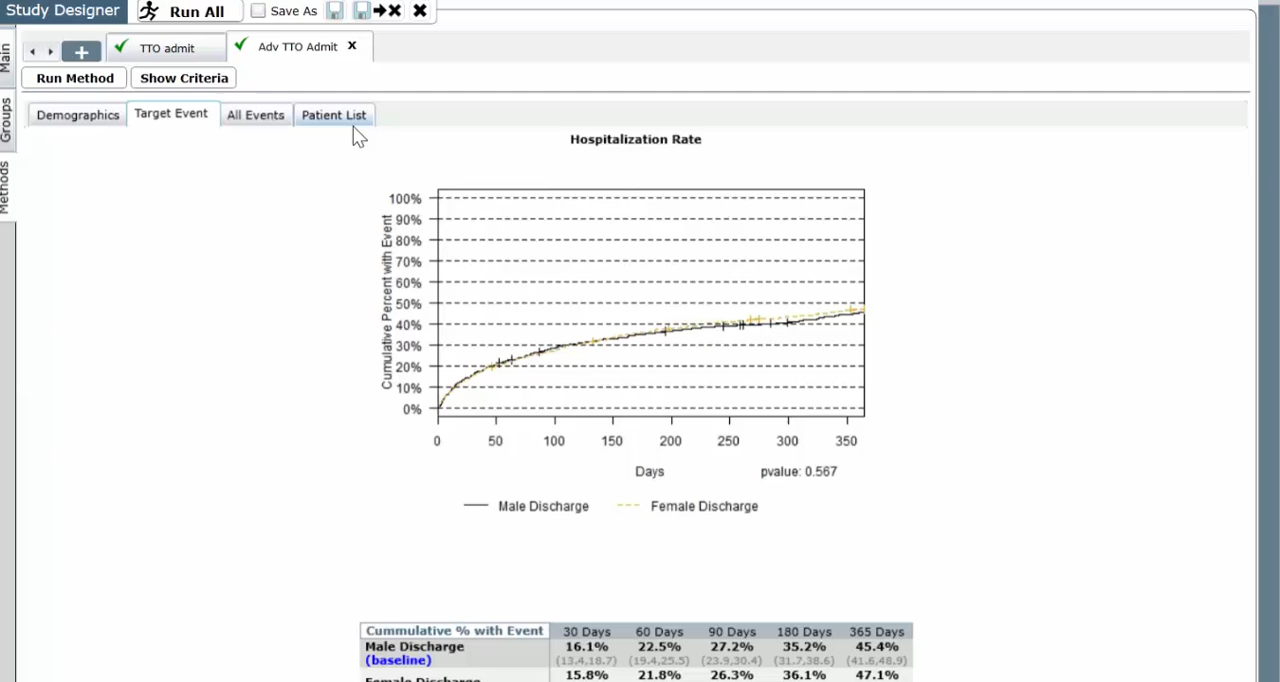 Study Designer
Run All
Save As
Main
Groups
Methods
+
TTO admit
Adv TTO Admit x
Run Method
Show Criteria
Demographics
Target Event
All Events
Patient List
Hospitalization Rate
Cumulative Percent with Event
100%
90%
80%
70%
60%
50%
40%
30%
20%
10%
0%
0 50 100 150 200 250 300 350
Days
pvalue: 0.567
Male Discharge
Female Discharge
Cummulative % with Event 30 Days 60 Days 90 Days 180 Days 365 Days
Male Discharge 16.1% 22.5% 27.2% 35.2% 45.4%
(baseline) (13.4,18.7) (19.4,25.5) (23.9,30.4) (31.7,38.6) (41.6,48.9)
Female Discharge 15.8% 21.8% 26.3% 36.1% 47.1%